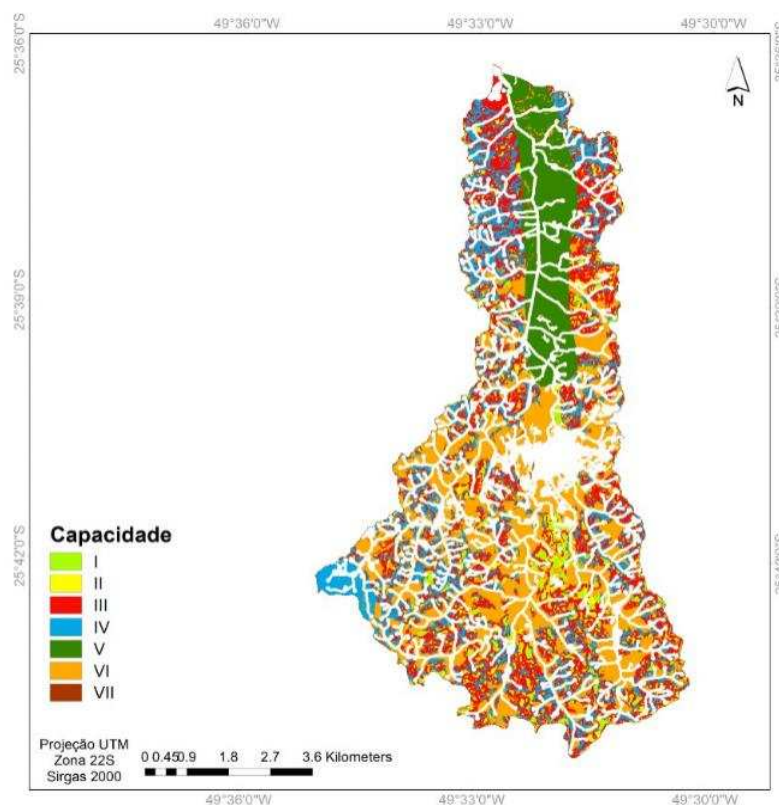 49°36'0"W 49°33'0"W 49°30'0"W
25°36'0"S
N
25°39'0"S
25°42'0"S
Capacidade
I
II
III
IV
V
VI
VII
Projeção UTM
Zona 22S
Sirgas 2000
0 0.45 0.9 1.8 2.7 3.6 Kilometers
49°36'0"W 49°33'0"W 49°30'0"W